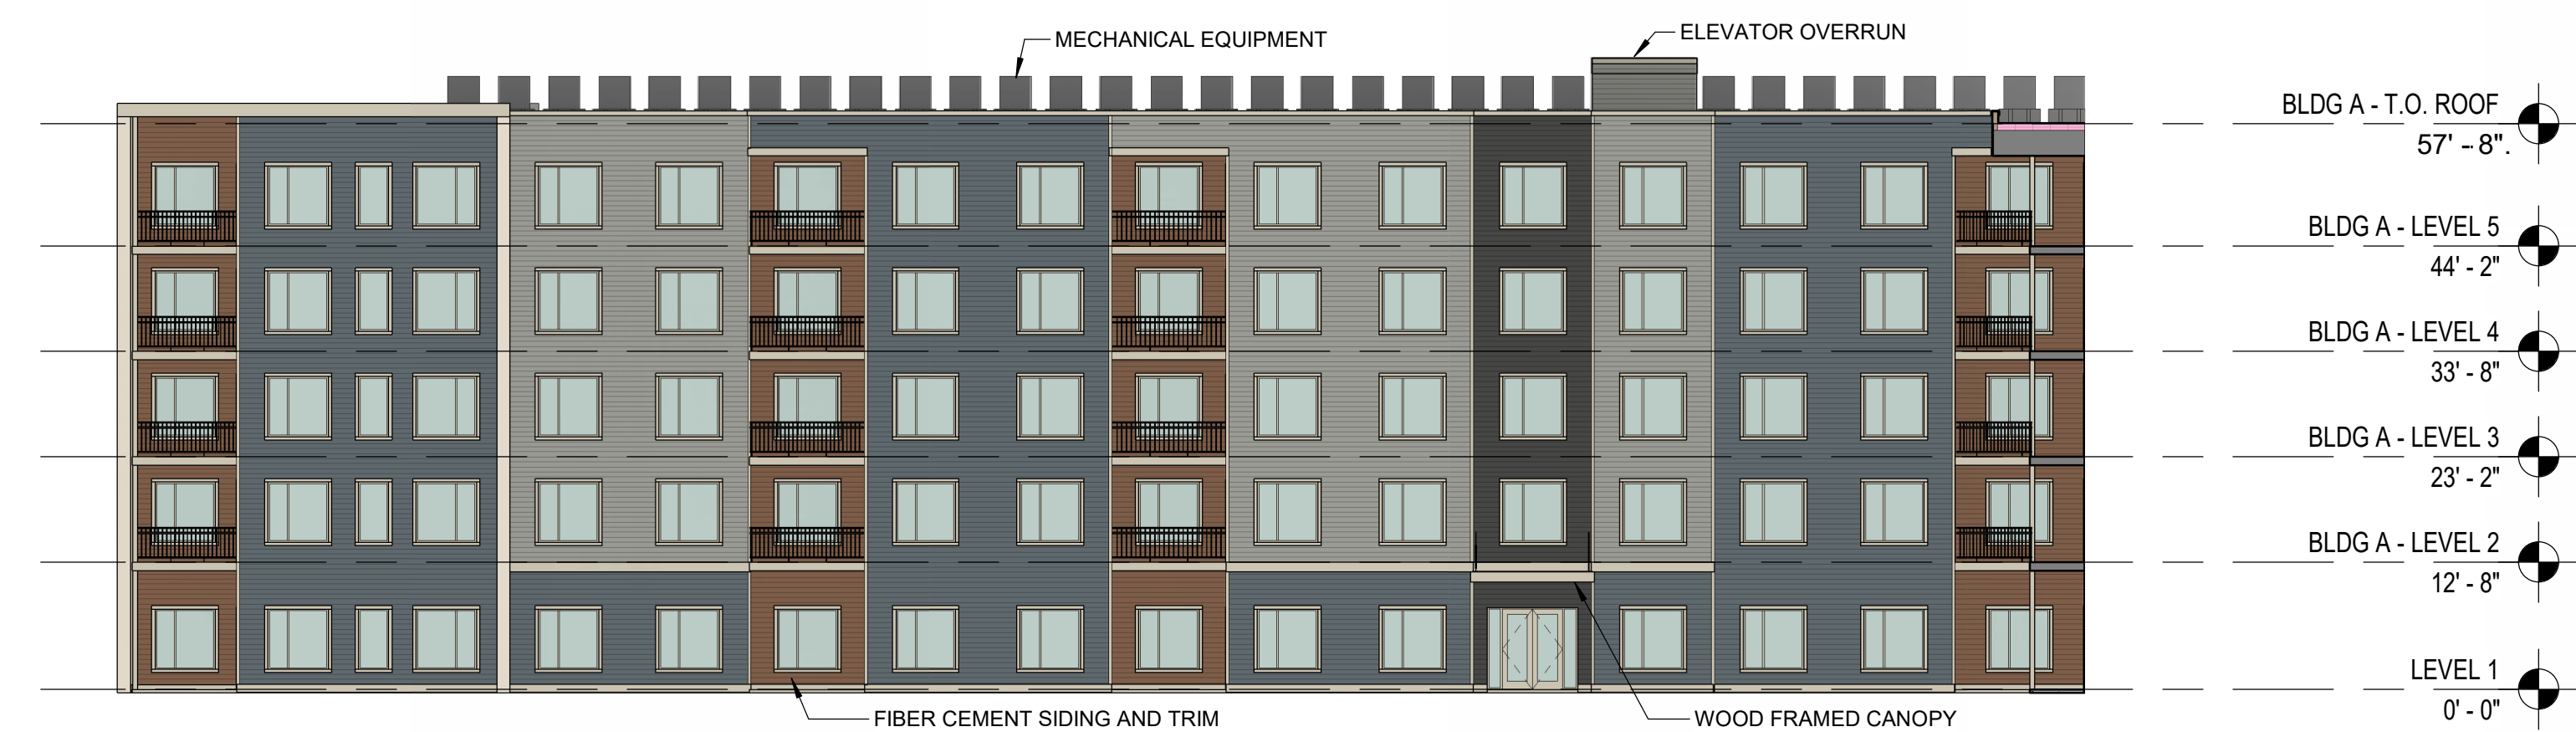 ELEVATOR OVERRUN
MECHANICAL EQUIPMENT
BLDG A - T.O. ROOF
57' - 8".
BLDG A - LEVEL 5
44' - 2"
BLDG A - LEVEL 4
33' - 8"
BLDG A - LEVEL 3
23' - 2"
BLDG A - LEVEL 2
12' - 8"
LEVEL 1
0' - 0"
FIBER CEMENT SIDING AND TRIM
WOOD FRAMED CANOPY